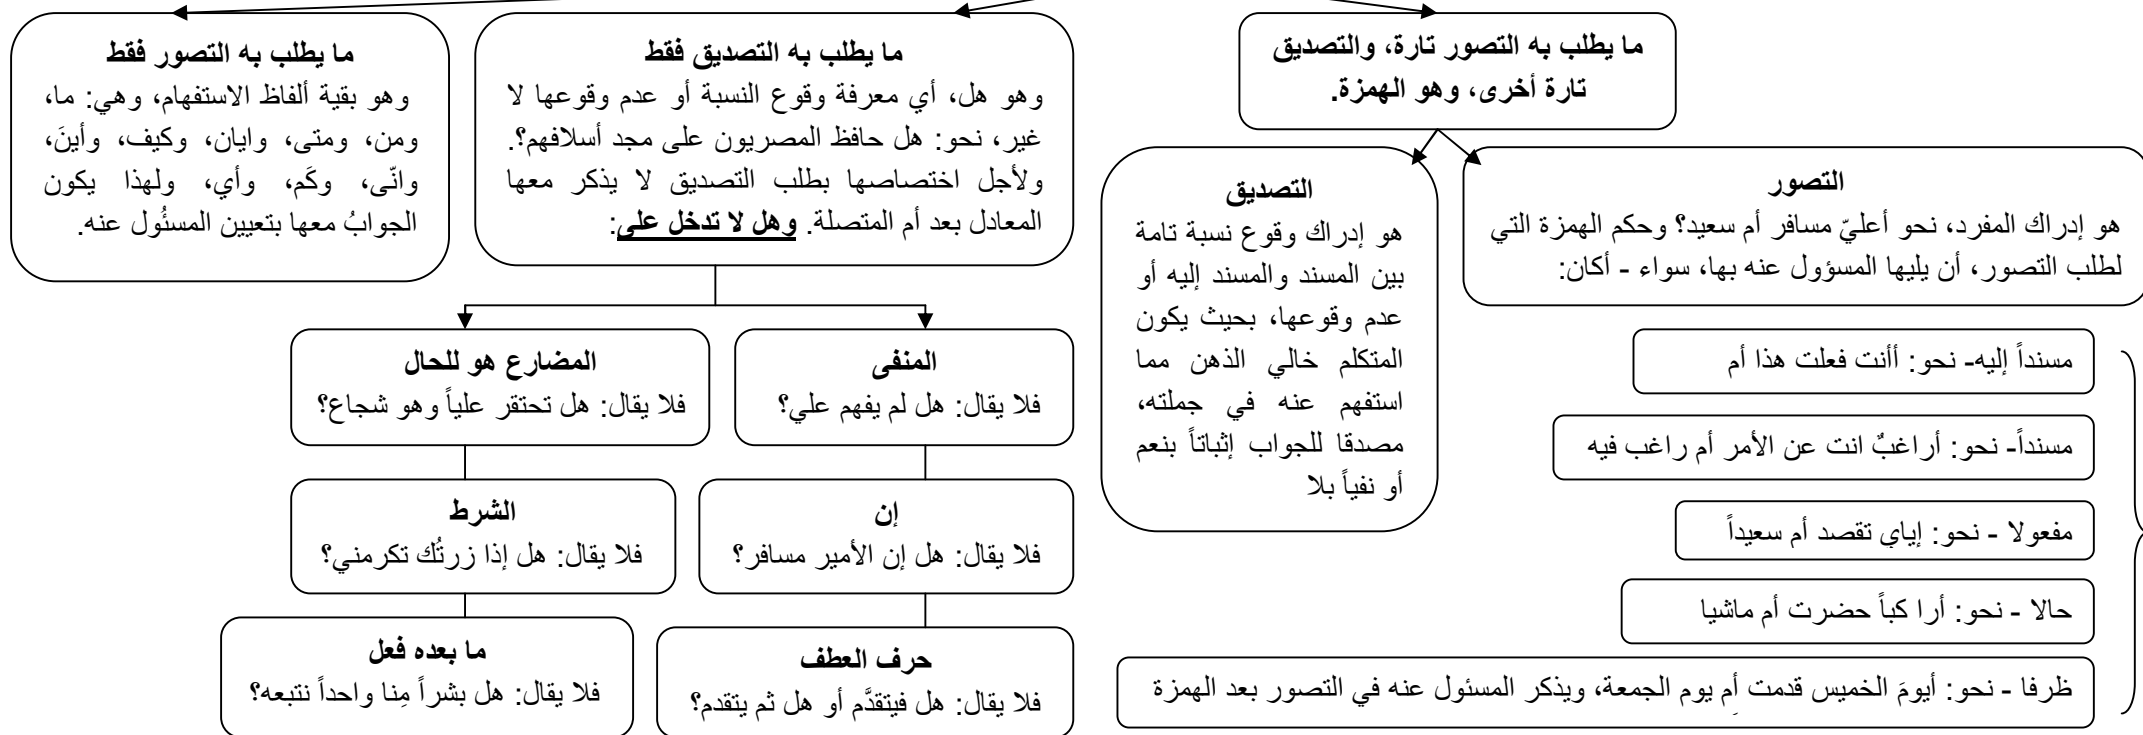 ما يطلب به التصور تارة، والتصديق
تارة أخرى، وهو الهمزة.
التصور
هو إدراك المفرد، نحو أعليّ مسافر أم سعيد؟ وحكم الهمزة التي
لطلب التصور، أن يليها المسؤول عنه بها، سواء - أكان:
مسنداً إليه- نحو: أأنت فعلت هذا أم
مسنداً- نحو: أراغبٌ انت عن الأمر أم راغب فيه
مفعولا - نحو: إياي تقصد أم سعيداً
حالا - نحو: أرا كباً حضرت أم ماشيا
ظرفا - نحو: أيومَ الخميس قدمت أم يوم الجمعة، ويذكر المسئول عنه في التصور بعد الهمزة
التصديق
هو إدراك وقوع نسبة تامة
بين المسند والمسند إليه أو
عدم وقوعها، بحيث يكون
المتكلم خالي الذهن مما
استفهم عنه في جملته،
مصدقا للجواب إثباتاً بنعم
أو نفياً بلا
ما يطلب به التصديق فقط
وهو هل، أي معرفة وقوع النسبة أو عدم وقوعها لا
غير، نحو: هل حافظ المصريون على مجد أسلافهم؟.
ولأجل اختصاصها بطلب التصديق لا يذكر معها
المعادل بعد أم المتصلة. وهل لا تدخل على:
المنفى
فلا يقال: هل لم يفهم علي؟
إن
فلا يقال: هل إن الأمير مسافر؟
حرف العطف
فلا يقال: هل فيتقدَّم أو هل ثم يتقدم؟
المضارع هو للحال
فلا يقال: هل تحتقر علياً وهو شجاع؟
الشرط
فلا يقال: هل إذا زرتُك تكرمني؟
ما بعده فعل
فلا يقال: هل بشراً مِنا واحداً نتبعه؟
ما يطلب به التصور فقط
وهو بقية ألفاظ الاستفهام، وهي: ما،
ومن، ومتى، وايان، وكيف، وأينَ،
وانّى، وكَم، وأي، ولهذا يكون
الجوابُ معها بتعيين المسئُول عنه.